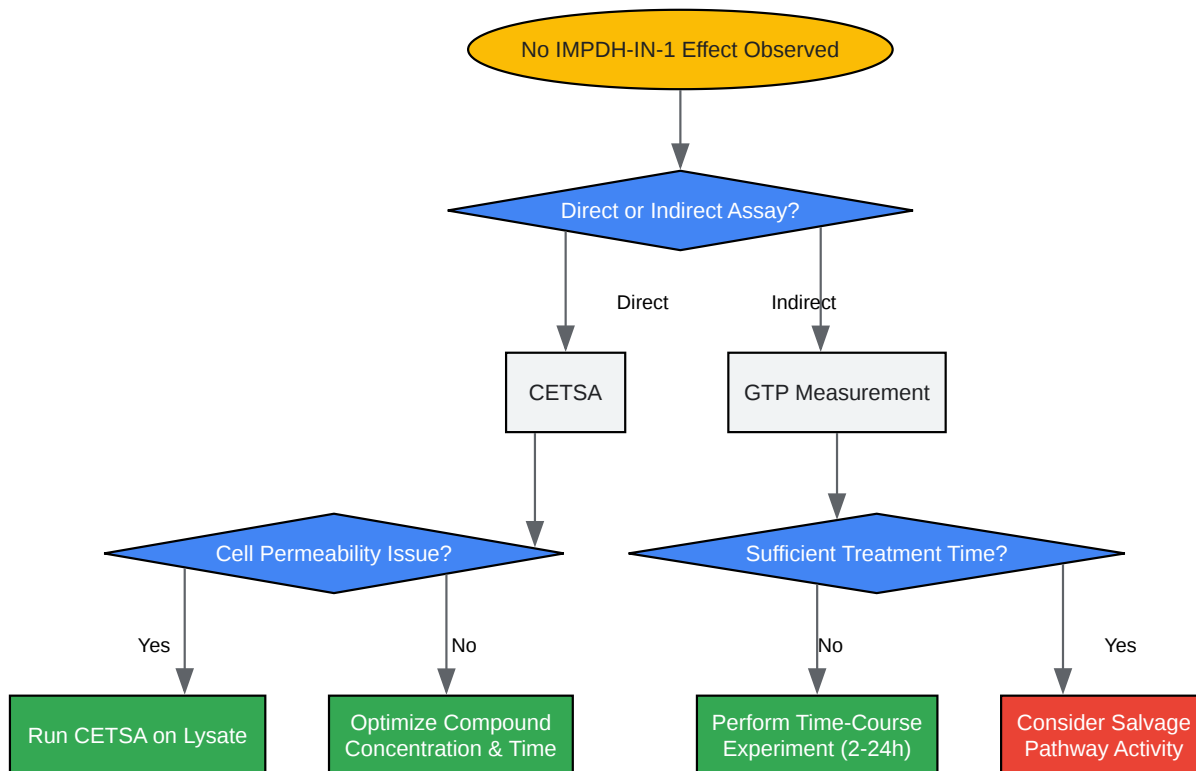 No IMPDH-IN-1 Effect Observed
Direct or Indirect Assay?
Direct
Indirect
CETSA
GTP Measurement
Cell Permeability Issue?
Sufficient Treatment Time?
Yes
No
No
Yes
Run CETSA on Lysate
Optimize Compound
Concentration & Time
Perform Time-Course
Experiment (2-24h)
Consider Salvage
Pathway Activity